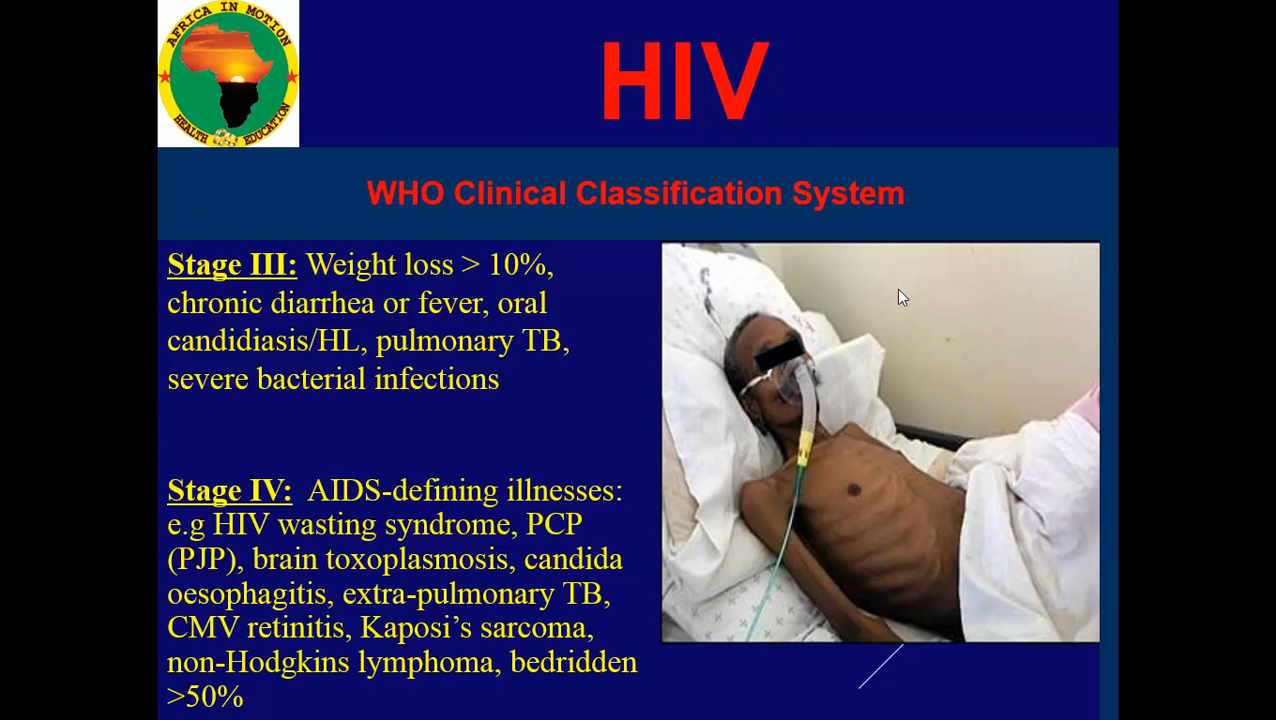 AFRICA IN MOTION
HEALTH EDUCATION
HIV
WHO Clinical Classification System
Stage III: Weight loss > 10%,
chronic diarrhea or fever, oral
candidiasis/HL, pulmonary TB,
severe bacterial infections
Stage IV: AIDS-defining illnesses:
e.g HIV wasting syndrome, PCP
(PJP), brain toxoplasmosis, candida
oesophagitis, extra-pulmonary TB,
CMV retinitis, Kaposi’s sarcoma,
non-Hodgkins lymphoma, bedridden
>50%